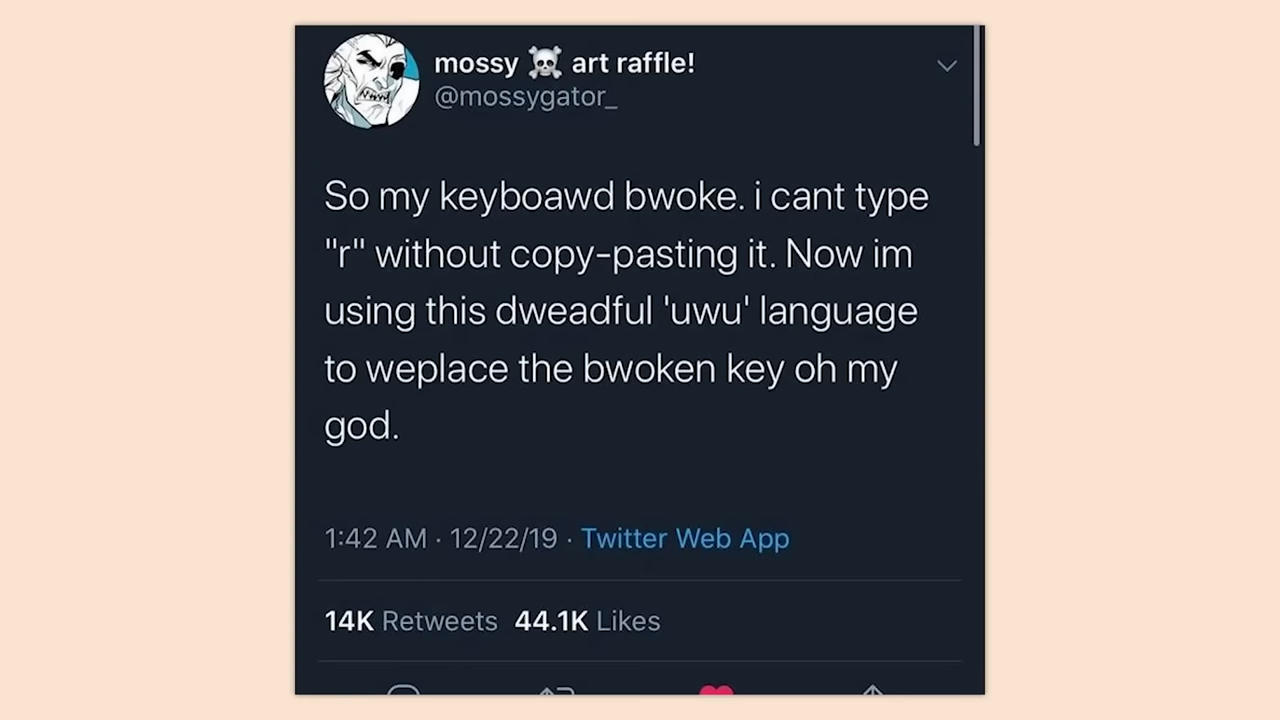 mossy ☠️ art raffle!
@mossygator_
So my keyboawd bwoke. i cant type
"r" without copy-pasting it. Now im
using this dweadful 'uwu' language
to weplace the bwoken key oh my
god.
1:42 AM · 12/22/19 · Twitter Web App
14K Retweets 44.1K Likes